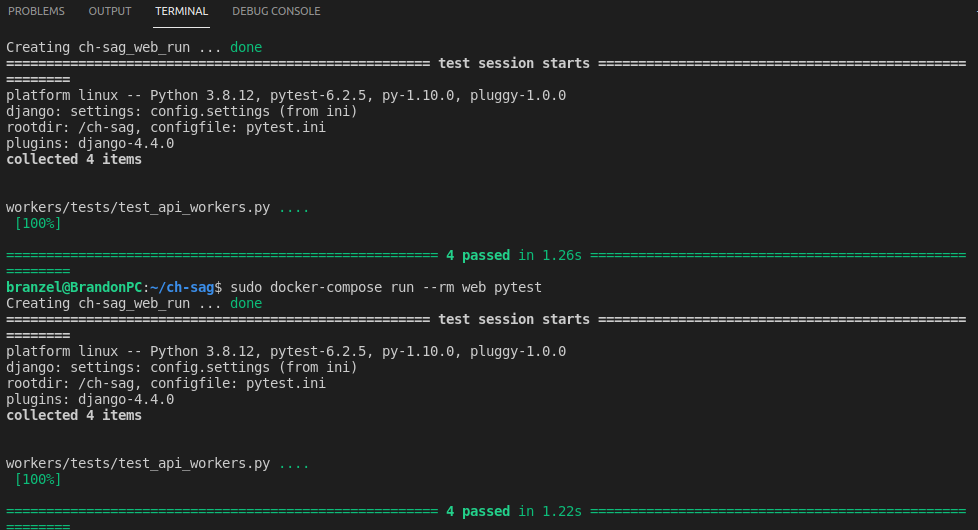 PROBLEMS OUTPUT TERMINAL DEBUG CONSOLE
Creating ch-sag_web_run ... done
===================================================== test session starts ==============================================
========
platform linux -- Python 3.8.12, pytest-6.2.5, py-1.10.0, pluggy-1.0.0
django: settings: config.settings (from ini)
rootdir: /ch-sag, configfile: pytest.ini
plugins: django-4.4.0
collected 4 items
workers/tests/test_api_workers.py ....
[100%]
====================================================== 4 passed in 1.26s ===============================================
========
branzel@BrandonPC:~/ch-sag$ sudo docker-compose run --rm web pytest
Creating ch-sag_web_run ... done
===================================================== test session starts ==============================================
========
platform linux -- Python 3.8.12, pytest-6.2.5, py-1.10.0, pluggy-1.0.0
django: settings: config.settings (from ini)
rootdir: /ch-sag, configfile: pytest.ini
plugins: django-4.4.0
collected 4 items
workers/tests/test_api_workers.py ....
[100%]
====================================================== 4 passed in 1.22s ===============================================
========